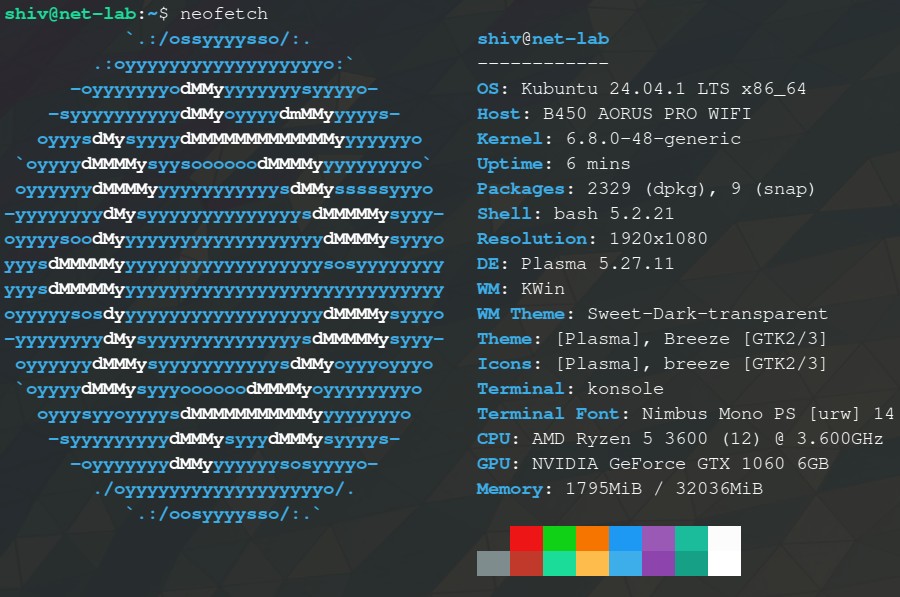 shiv@net-lab:~$ neofetch
`.:/ossyyyysso/:.
shiv@net-lab
.:oyyyyyyyyyyyyyyyyyyo:`
------------
-oyyyyyyyodMMyyyyyyyysyyyyo-
OS: Kubuntu 24.04.1 LTS x86_64
-syyyyyyyyyydMMyoyyyydmMMyyyyys-
Host: B450 AORUS PRO WIFI
oyyysdMysyyyydMMMMMMMMMMMMMyyyyyyyo
Kernel: 6.8.0-48-generic
`oyyyydMMMMysyysoooooodMMMMyyyyyyyyyo`
Uptime: 6 mins
oyyyyyydMMMMyyyyyyyyyyyysdMMysssssyyyo
Packages: 2329 (dpkg), 9 (snap)
-yyyyyyyydMysyyyyyyyyyyyyyysdMMMMMysyyy-
Shell: bash 5.2.21
oyyyysoodMyyyyyyyyyyyyyyyyyyydMMMMysyyyo
Resolution: 1920x1080
yyysdMMMMMyyyyyyyyyyyyyyyyyyysosyyyyyyyy
DE: Plasma 5.27.11
yyysdMMMMMyyyyyyyyyyyyyyyyyyyyyyyyyyyyyy
WM: KWin
oyyyyysosdyyyyyyyyyyyyyyyyyyydMMMMysyyyo
WM Theme: Sweet-Dark-transparent
-yyyyyyyydMysyyyyyyyyyyyyyysdMMMMMysyyy-
Theme: [Plasma], Breeze [GTK2/3]
oyyyyyydMMMysyyyyyyyyyyysdMMyoyyyoyyyo
Icons: [Plasma], breeze [GTK2/3]
`oyyyydMMMysyyyoooooodMMMMyoyyyyyyyyo
Terminal: konsole
oyyysyyoyyyysdMMMMMMMMMMMyyyyyyyyo
Terminal Font: Nimbus Mono PS [urw] 14
-syyyyyyyyydMMMysyyydMMMysyyyys-
CPU: AMD Ryzen 5 3600 (12) @ 3.600GHz
-oyyyyyyydMMyyyyyyysosyyyyo-
GPU: NVIDIA GeForce GTX 1060 6GB
./oyyyyyyyyyyyyyyyyyyo/.
Memory: 1795MiB / 32036MiB
`.:/oosyyyysso/:.`